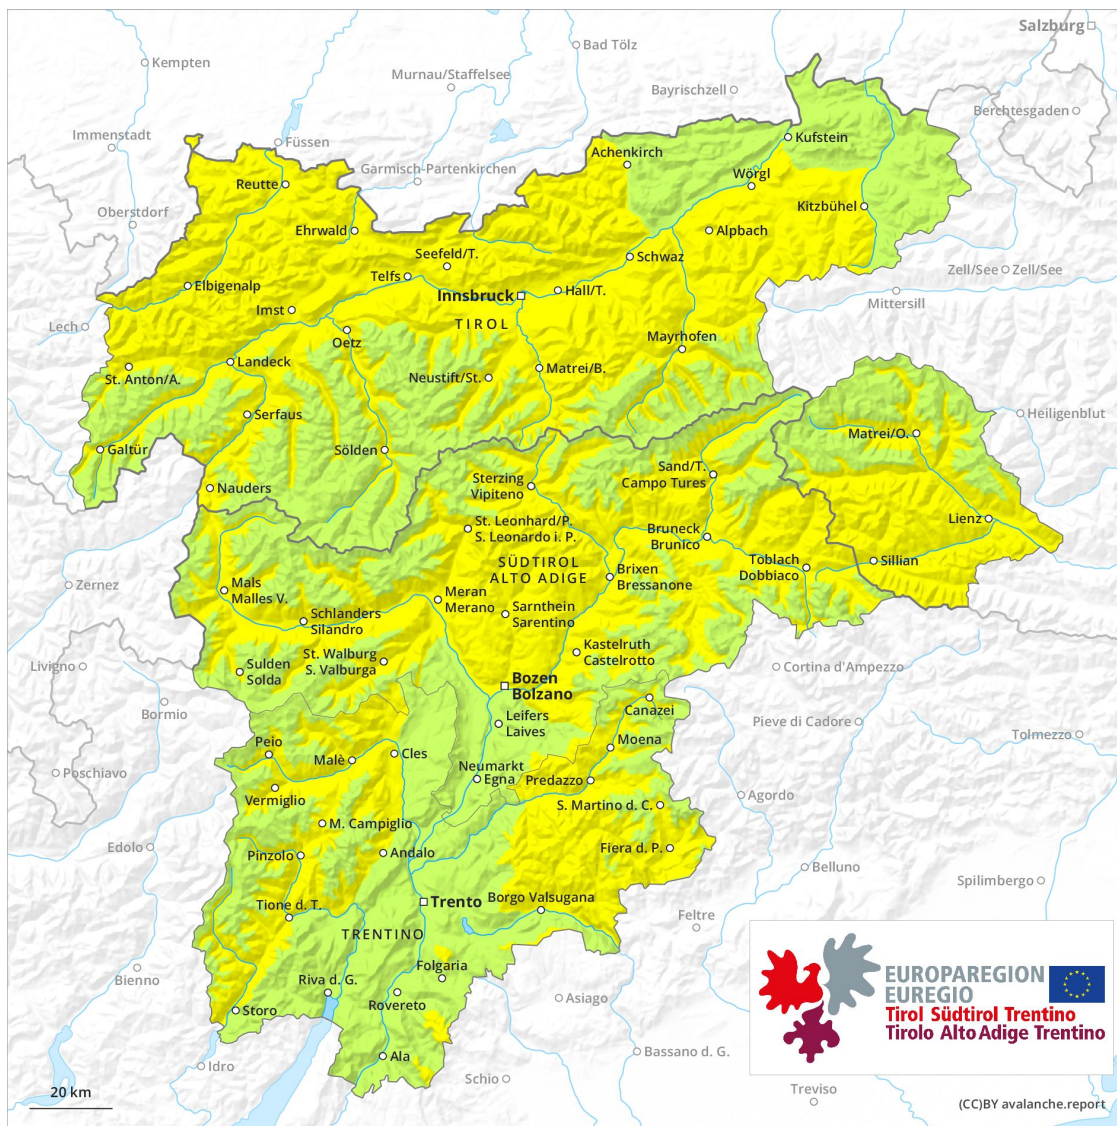 Salzburg
Bad Tölz
Kempten
Murnau/Staffelsee
Bayrischzell
Berchtesgaden
Immenstadt
Füssen
Kufstein
Achenkirch
Garmisch-Partenkirchen
Wörgl
Reutte
Kitzbühel
Oberstdorf
Ehrwald
Alpbach
Seefeld/T.
Schwaz
Telfs
Zell/See
Zell/See
Elbigenalp
Innsbruck
Hall/T.
Mittersill
Imst
TIROL
Lech
Oetz
Mayrhofen
Landeck
Matrei/B.
St. Anton/A.
Neustift/St.
Serfaus
Heiligenblut
Matrei/O.
Galtür
Sölden
Sand/T.
Campo Tures
Sterzing
Vipiteno
Nauders
Lienz
St. Leonhard/P.
S. Leonardo i. P.
Bruneck
Brunico
SÜDTIROL
ALTO ADIGE
Toblach
Dobbiaco
Sillian
Brixen
Bressanone
Zernez
Mals
Malles V.
Meran
Merano
Sarnthein
Sarentino
Schlanders
Silandro
Kastelruth
Castelrotto
St. Walburg
S. Valburga
Livigno
Sulden
Solda
Cortina d'Ampezzo
Bozen
Bolzano
Bormio
Canazei
Leifers
Laives
Pieve di Cadore
Tolmezzo
Moena
Peio
Cles
Malè
Poschiavo
Neumarkt
Egna
Predazzo
Vermiglio
Agordo
S. Martino d. C.
M. Campiglio
Edolo
Pinzolo
Andalo
Fiera d. P.
Belluno
Spilimbergo
Tione d. T.
Trento
Borgo Valsugana
Feltre
TRENTINO
Folgaria
Bienno
Riva d. G.
Rovereto
Asiago
Storo
EUROPAREGION
EUREGIO
Tirol Südtirol Trentino
Tirolo Alto Adige Trentino
Ala
Idro
Schio
Bassano d. G.
Treviso
20 km
(CC)BY avalanche.report